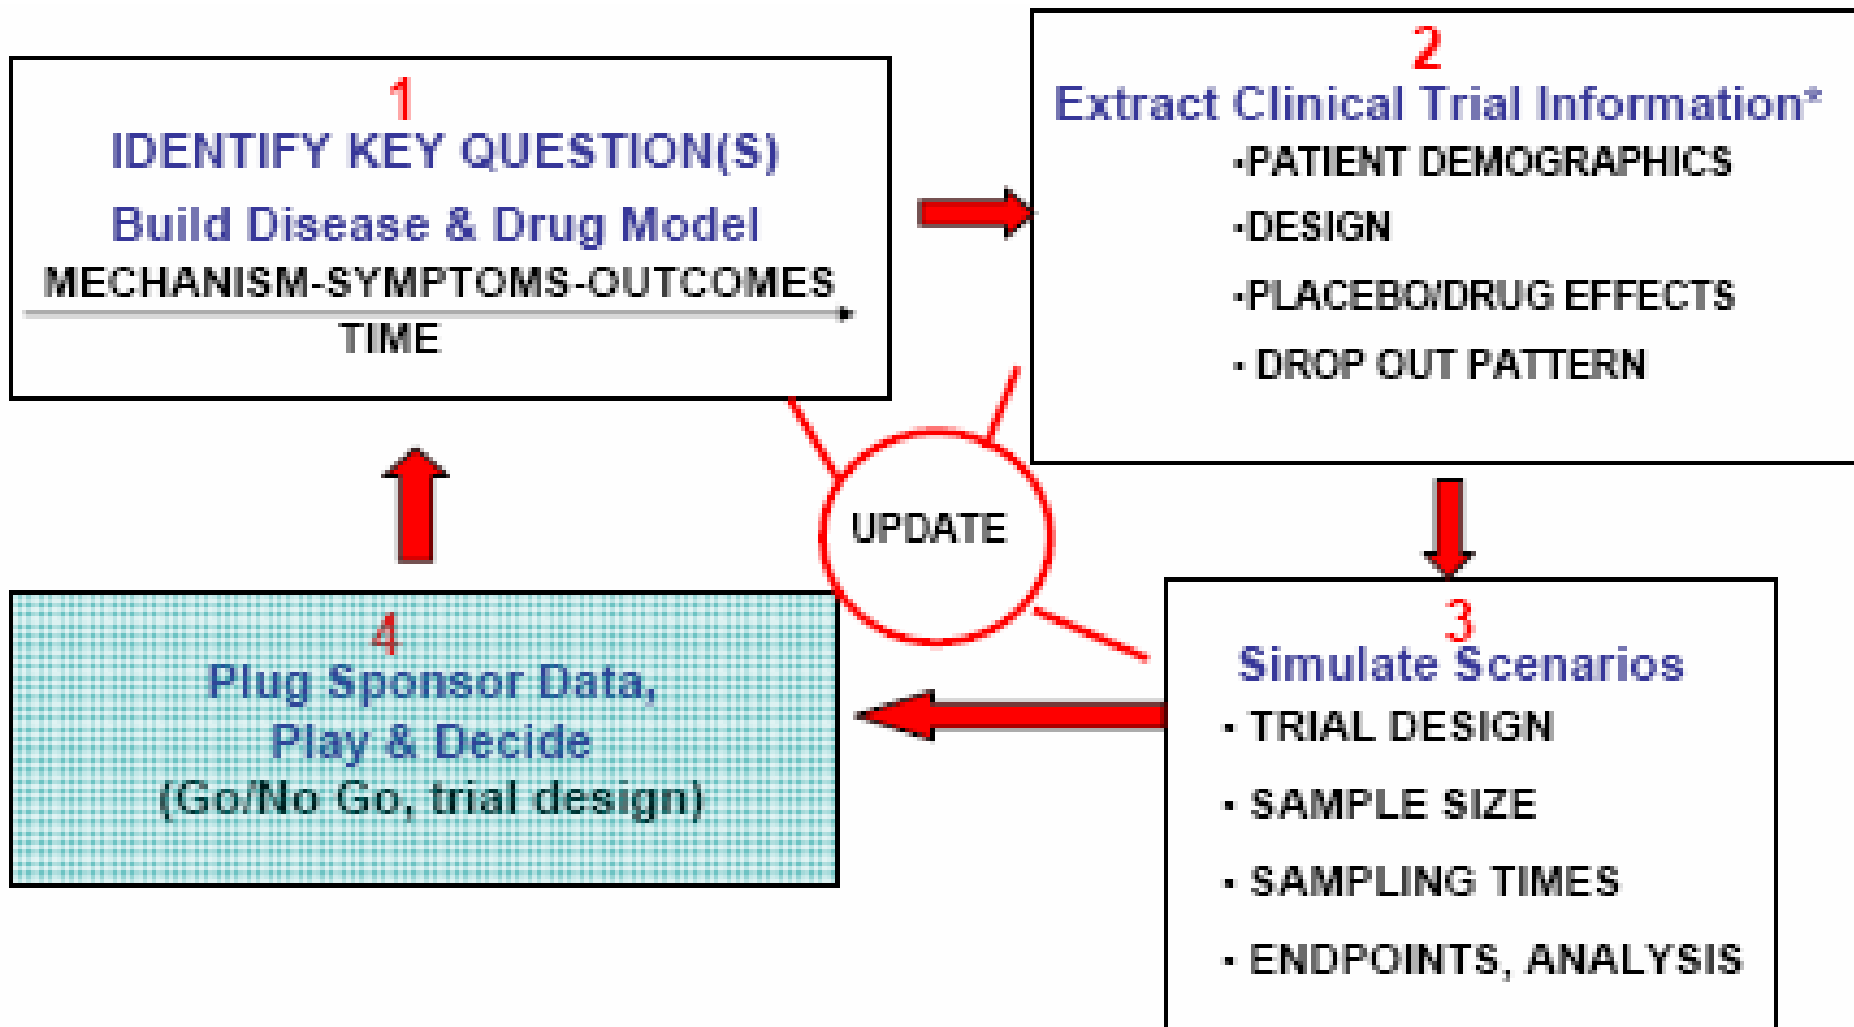 1
IDENTIFY KEY QUESTION(S)
Build Disease & Drug Model
MECHANISM-SYMPTOMS-OUTCOMES
TIME
2
Extract Clinical Trial Information*
•PATIENT DEMOGRAPHICS
•DESIGN
•PLACEBO/DRUG EFFECTS
• DROP OUT PATTERN
UPDATE
3
Simulate Scenarios
• TRIAL DESIGN
• SAMPLE SIZE
• SAMPLING TIMES
• ENDPOINTS, ANALYSIS
4
Plug Sponsor Data,
Play & Decide
(Go/No Go, trial design)